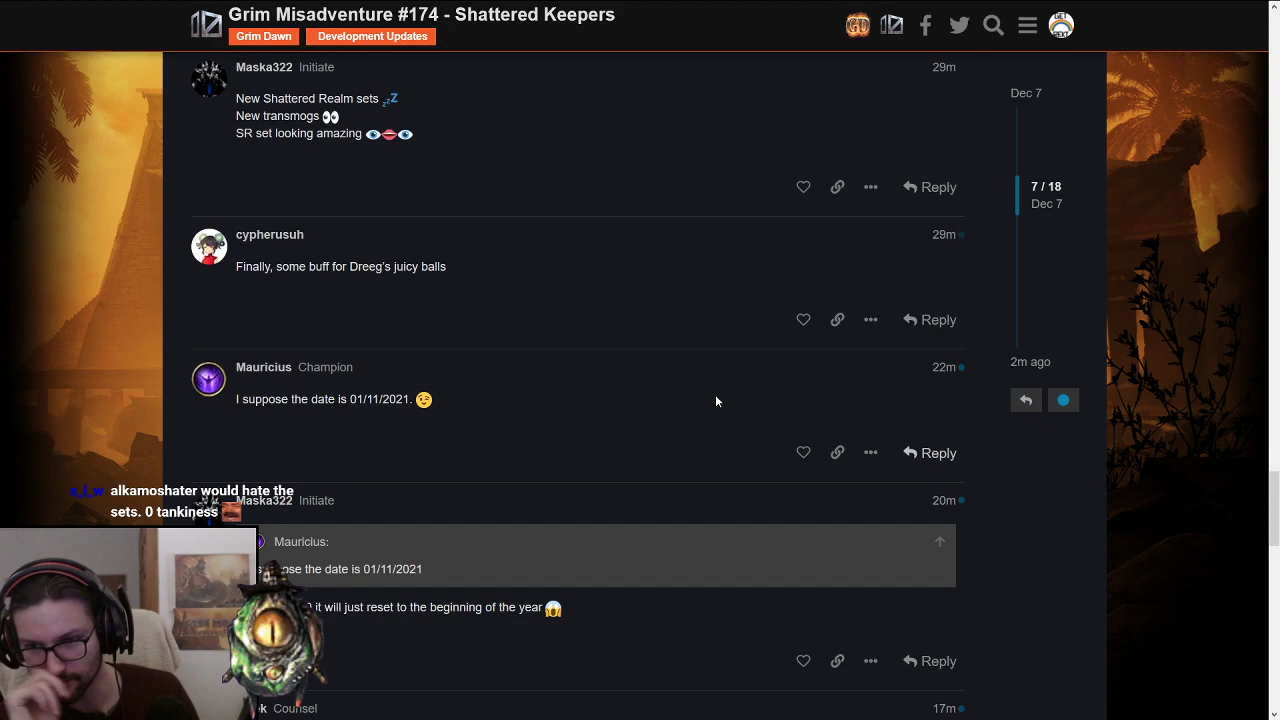 Grim Misadventure #174 - Shattered Keepers
Grim Dawn Development Updates
Maska322 Initiate 29m
New Shattered Realm sets
New transmogs
SR set looking amazing
Reply
Dec 7
7 / 18
Dec 7
2m ago
cypherusuh 29m
Finally, some buff for Dreeg's juicy balls
Reply
Mauricius Champion 22m
I suppose the date is 01/11/2021.
Reply
s_l_w alkamoshater would hate the
sets. 0 tankiness
Maska322 Initiate 20m
Mauricius:
the date is 01/11/2021
it will just reset to the beginning of the year
Reply
Counsel 17m